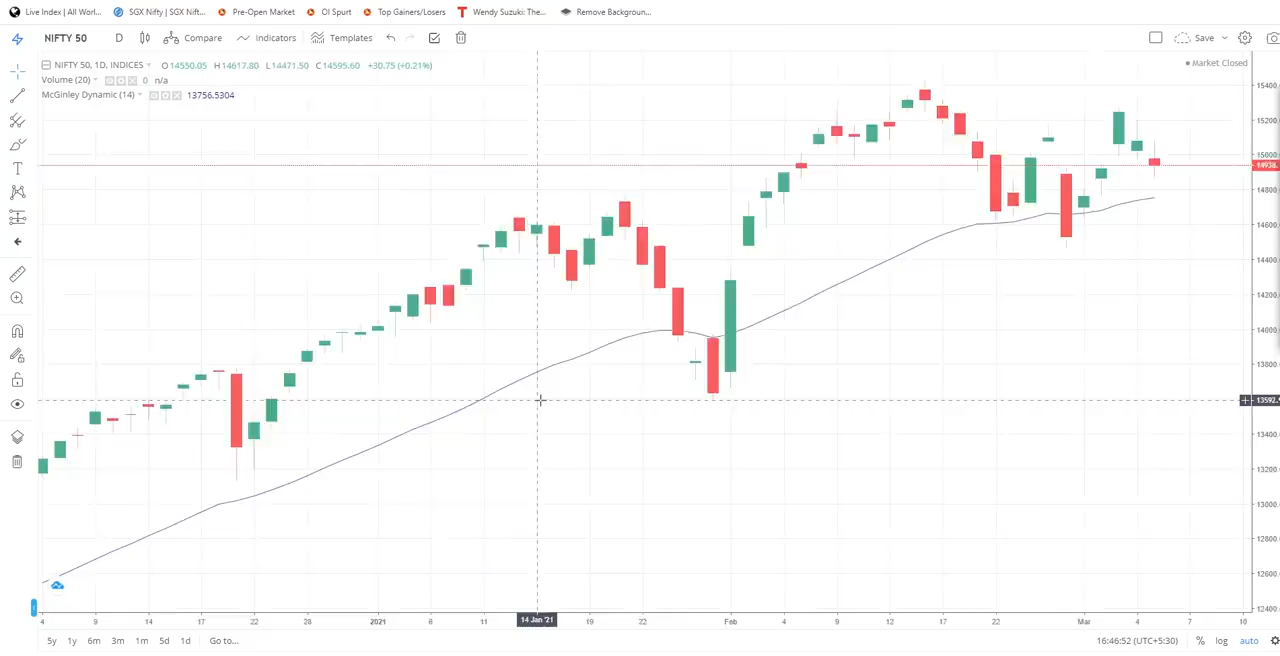 Live Index | All Worl... SGX Nifty | SGX Nift... Pre-Open Market OI Spurt Top Gainers/Losers Wendy Suzuki: The... Remove Backgroun...
NIFTY 50 D Compare Indicators Templates Save
NIFTY 50, 1D, INDICES O14550.05 H14617.80 L14471.50 C14595.60 +30.75 (+0.21%)
Market Closed
Volume (20) 0 n/a
McGinley Dynamic (14) 13756.5304
15400.
15200.
15000.
14938.
14800.
14600.
14400.
14200.
14000.
13800.
13592.
13400.
13200.
13000.
12800.
12600.
12400.
4 9 14 17 22 28 2021 6 11 14 Jan '21 19 22 Feb 4 9 12 17 22 Mar 4 7 10
5y 1y 6m 3m 1m 5d 1d Go to... 16:46:52 (UTC+5:30) % log auto